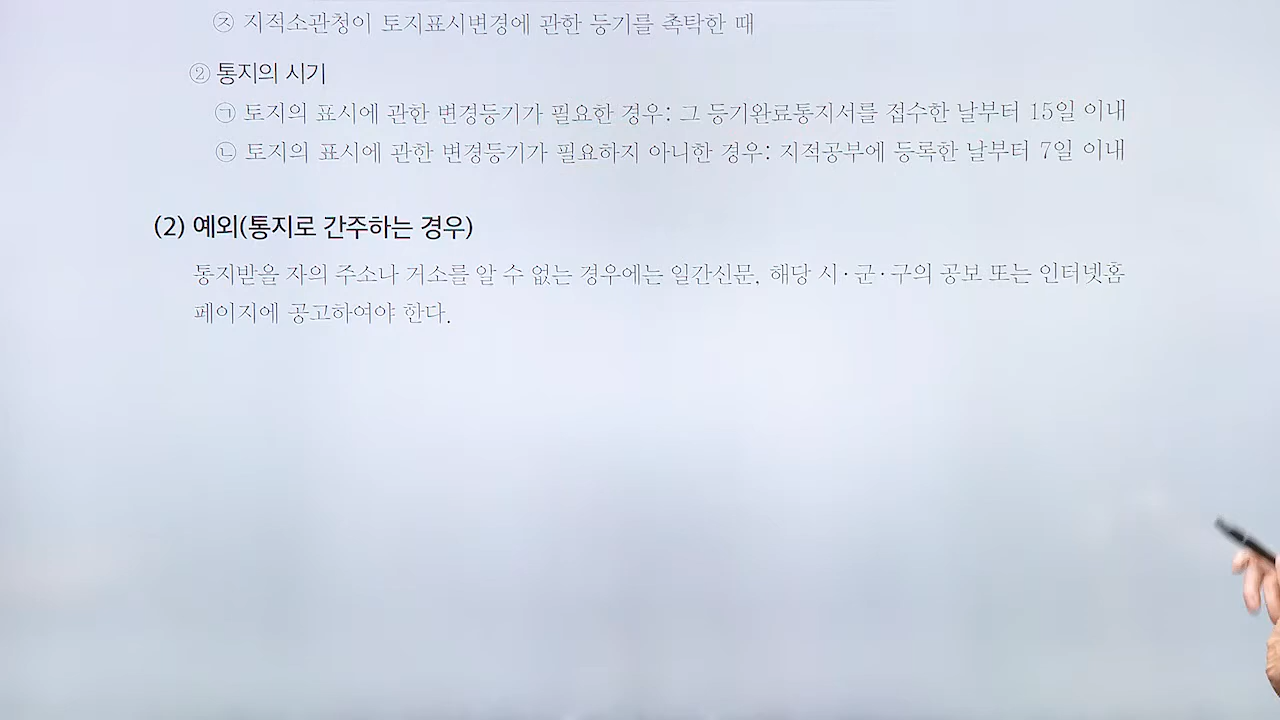 ㉨ 지적소관청이 토지표시변경에 관한 등기를 촉탁한 때
② 통지의 시기
㉠ 토지의 표시에 관한 변경등기가 필요한 경우: 그 등기완료통지서를 접수한 날부터 15일 이내
㉡ 토지의 표시에 관한 변경등기가 필요하지 아니한 경우: 지적공부에 등록한 날부터 7일 이내
(2) 예외(통지로 간주하는 경우)
통지받을 자의 주소나 거소를 알 수 없는 경우에는 일간신문, 해당 시·군·구의 공보 또는 인터넷홈
페이지에 공고하여야 한다.